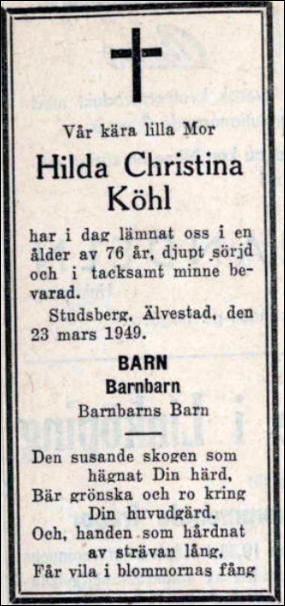 Vår kära lilla Mor
Hilda Christina
Köhl
har i dag lämnat oss i en
ålder av 76 år, djupt sörjd
och i tacksamt minne be-
varad.
Studsberg, Älvestad, den
23 mars 1949.
BARN
Barnbarn
Barnbarns Barn
Den susande skogen som
hägnat Din härd,
Bär grönska och ro kring
Din huvudgärd.
Och, handen som hårdnat
av strävan lång,
Får vila i blommornas fång